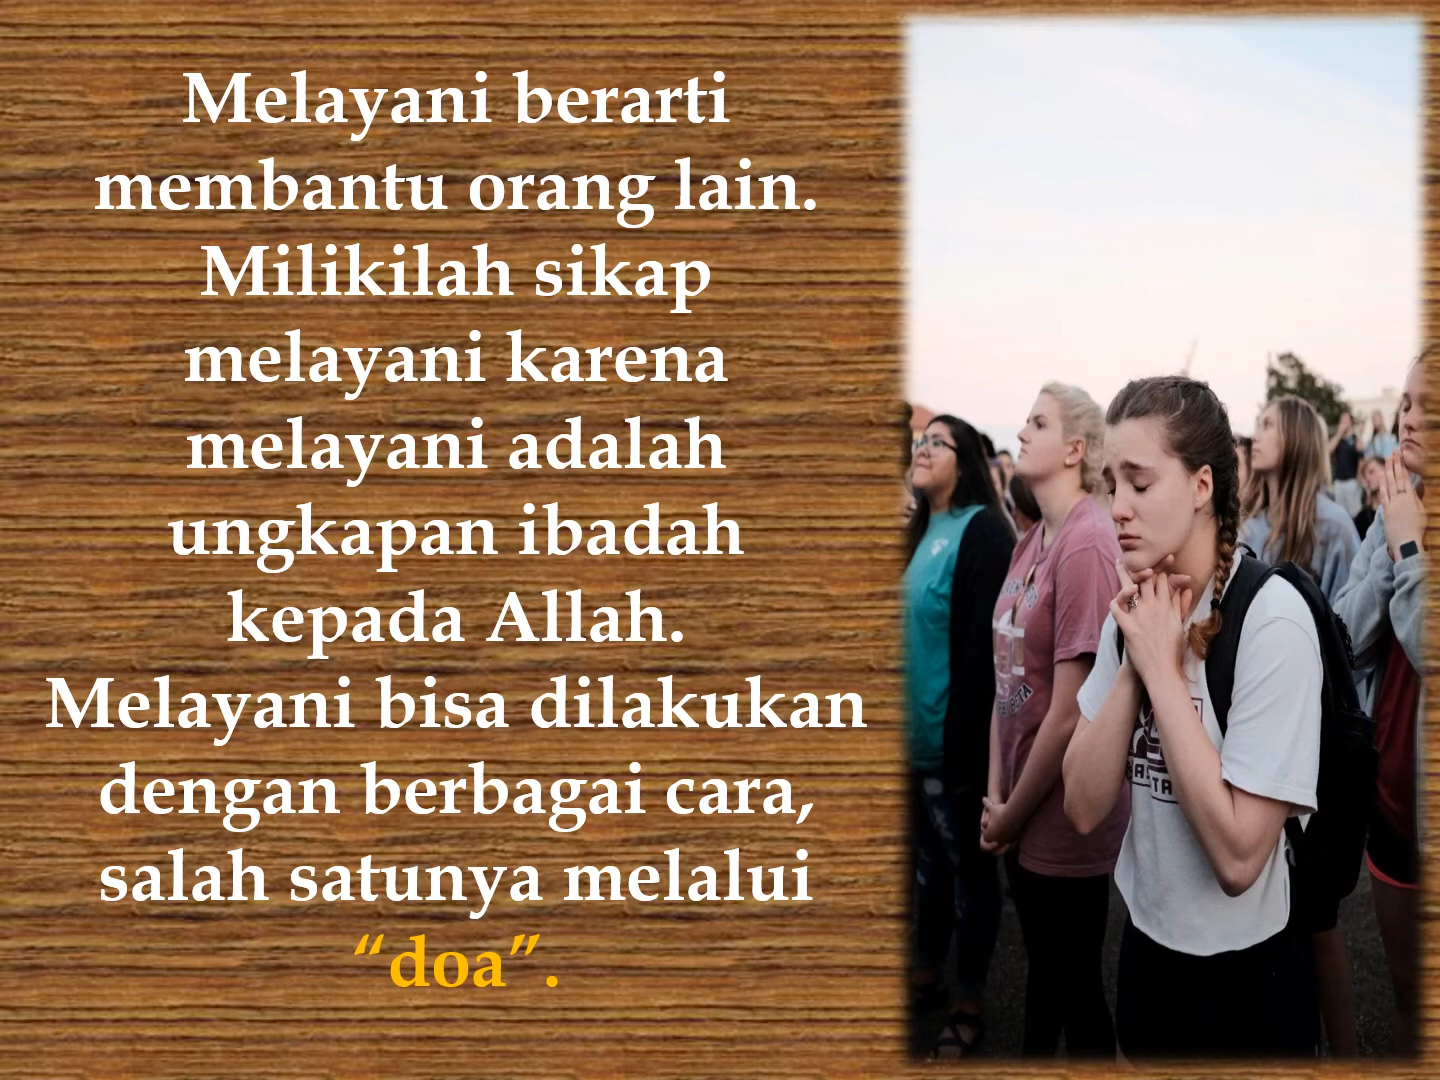 Melayani berarti
membantu orang lain.
Milikilah sikap
melayani karena
melayani adalah
ungkapan ibadah
kepada Allah.
Melayani bisa dilakukan
dengan berbagai cara,
salah satunya melalui
“doa”.